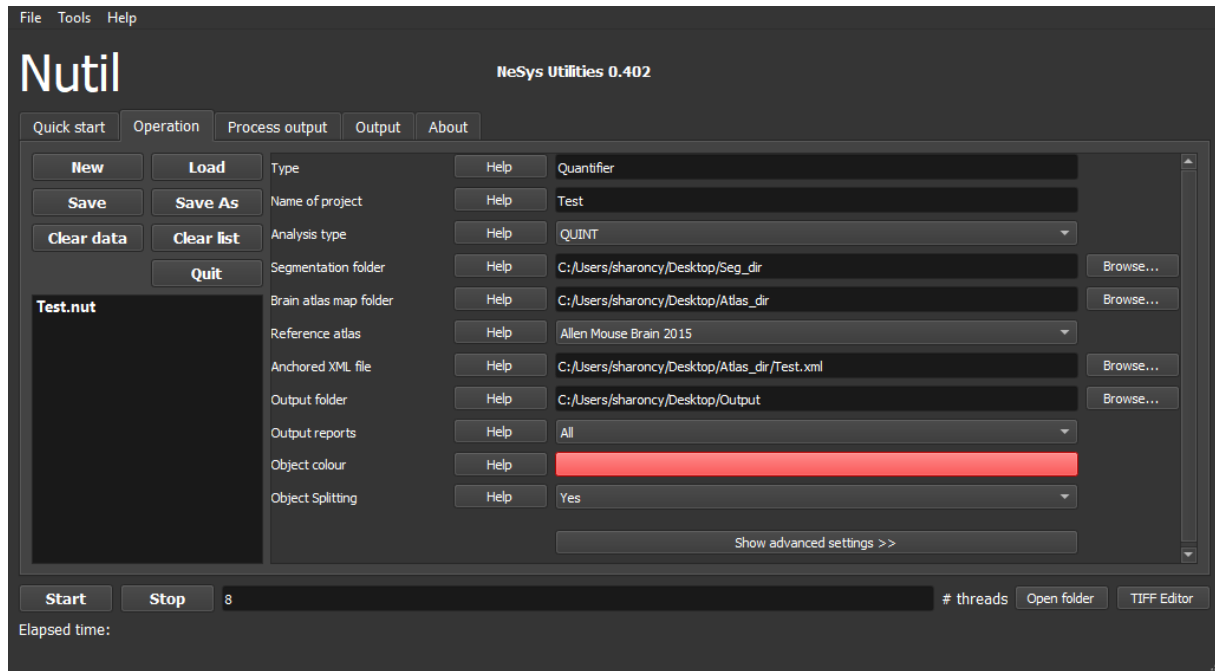 File Tools Help
Nutil
NeSys Utilities 0.402
Quick start Operation Process output Output About
New Load
Save Save As
Clear data Clear list
Quit
Test.nut
Type Help Quantifier
Name of project Help Test
Analysis type Help QUINT
Segmentation folder Help C:/Users/sharoncy/Desktop/Seg_dir Browse...
Brain atlas map folder Help C:/Users/sharoncy/Desktop/Atlas_dir Browse...
Reference atlas Help Allen Mouse Brain 2015
Anchored XML file Help C:/Users/sharoncy/Desktop/Atlas_dir/Test.xml Browse...
Output folder Help C:/Users/sharoncy/Desktop/Output Browse...
Output reports Help All
Object colour Help
Object Splitting Help Yes
Show advanced settings >>
Start Stop 8 # threads Open folder TIFF Editor
Elapsed time: